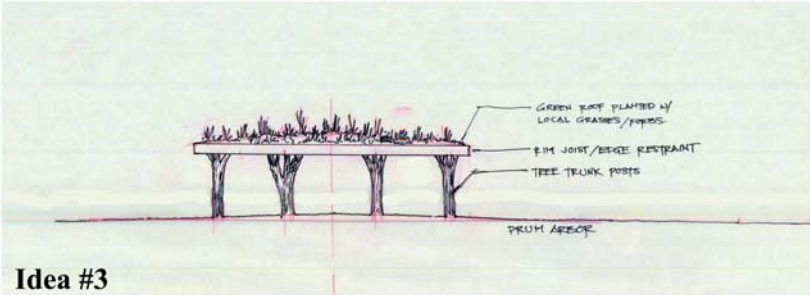 GREEN ROOF PLANTED W/
LOCAL GRASSES/FORBS.
RIM JOIST/EDGE RESTRAINT
TREE TRUNK POSTS
DRUM ARBOR
Idea #3